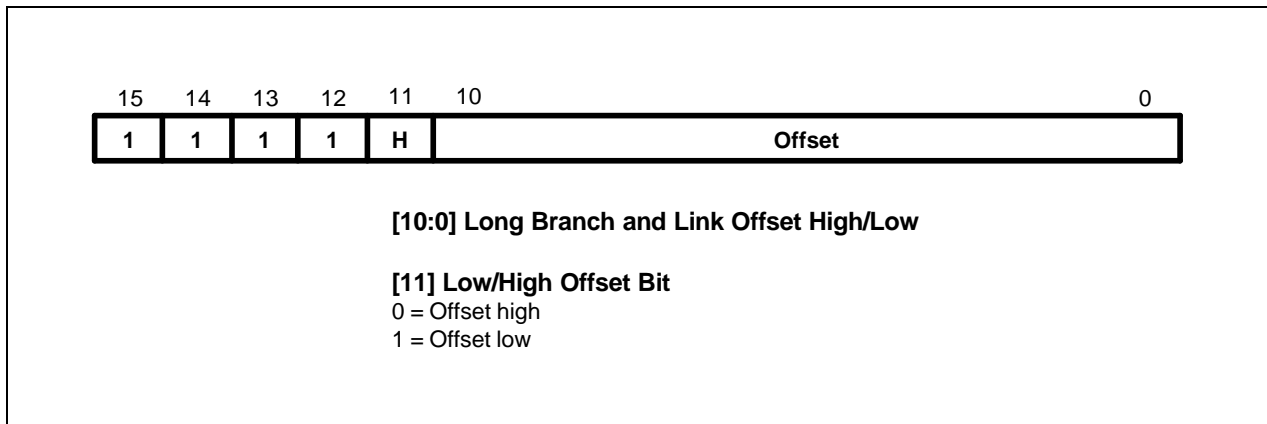 15 14 13 12 11 10 0
1 1 1 1 H Offset
[10:0] Long Branch and Link Offset High/Low
[11] Low/High Offset Bit
0 = Offset high
1 = Offset low